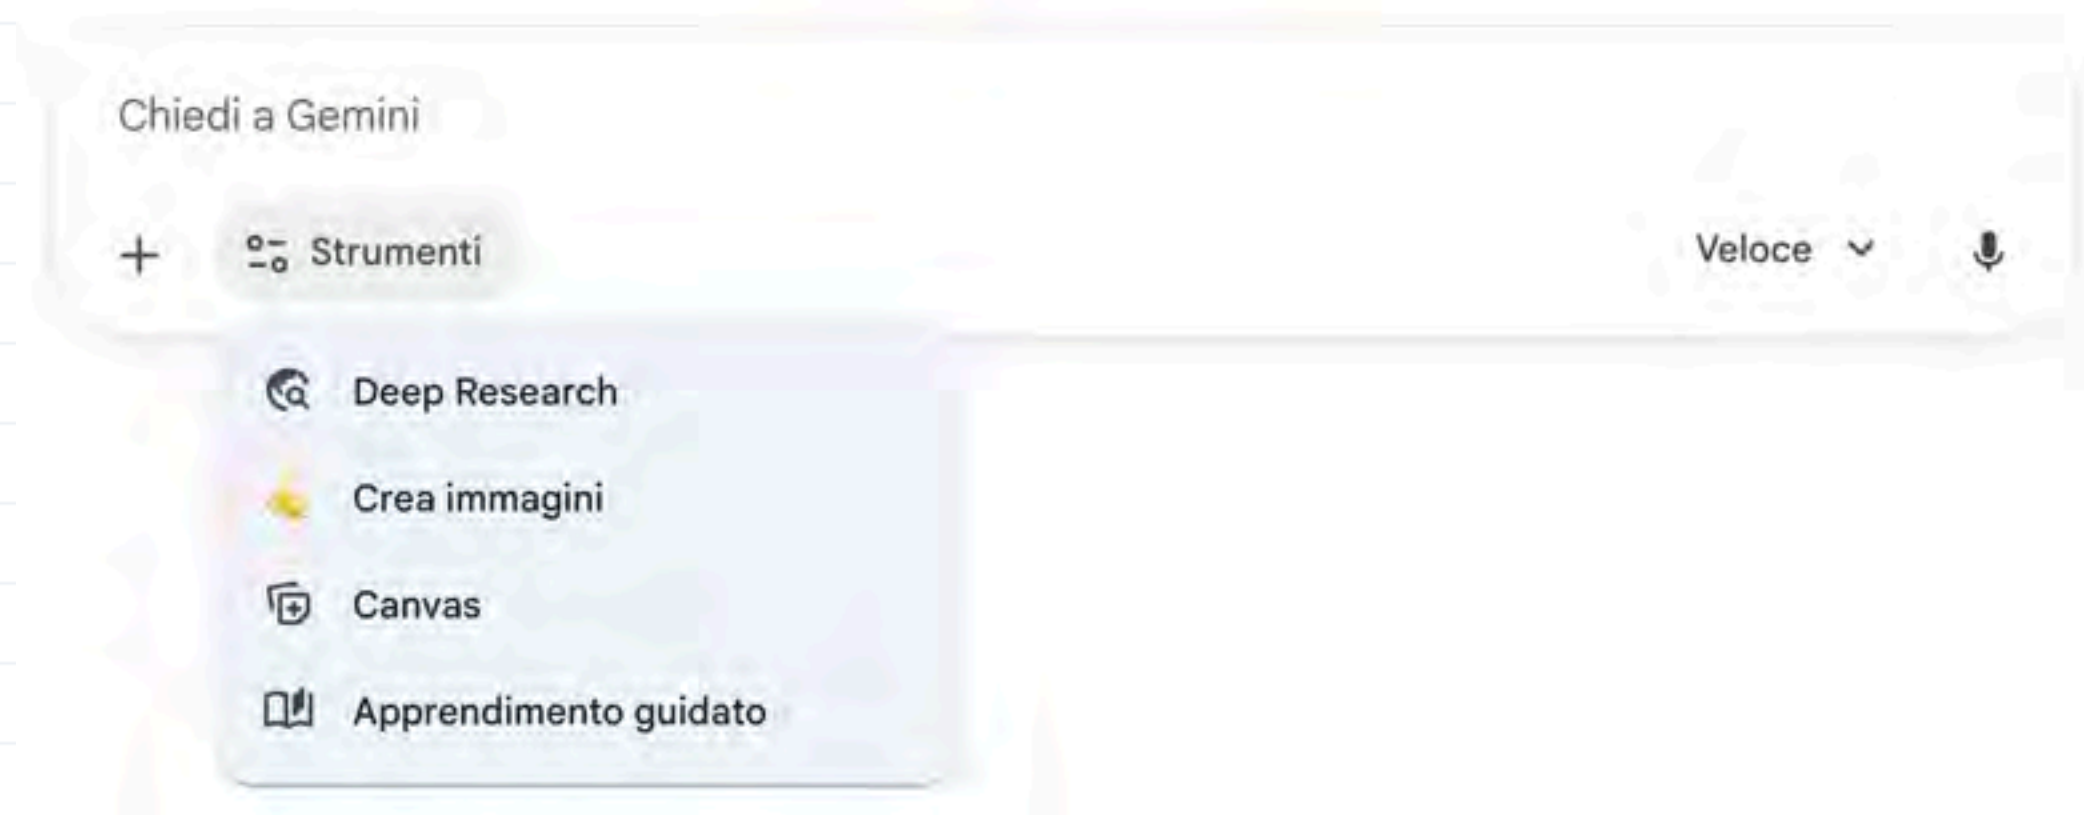 Chiedi a Gemini
Strumenti
Veloce
Deep Research
Crea immagini
Canvas
Apprendimento guidato